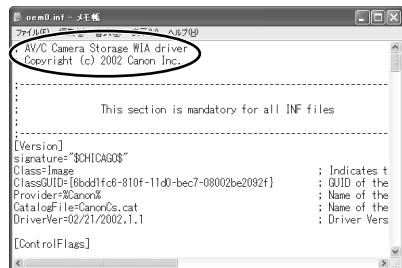 oem0.inf - メモ帳
ファイル(F) ヘルプ(H)
; AV/C Camera Storage WIA driver
; Copyright (c) 2002 Canon Inc.
;--------------------------------------------------
;
; This section is mandatory for all INF files
;
;--------------------------------------------------
[Version]
signature="$CHICAGO$"
Class=Image ; Indicates t
ClassGUID={6bdd1fc6-810f-11d0-bec7-08002be2092f} ; GUID of the
Provider=%Canon% ; Name of the
CatalogFile=CanonCs.cat ; Name of the
DriverVer=02/21/2002.1.1 ; Driver Vers
[ControlFlags]